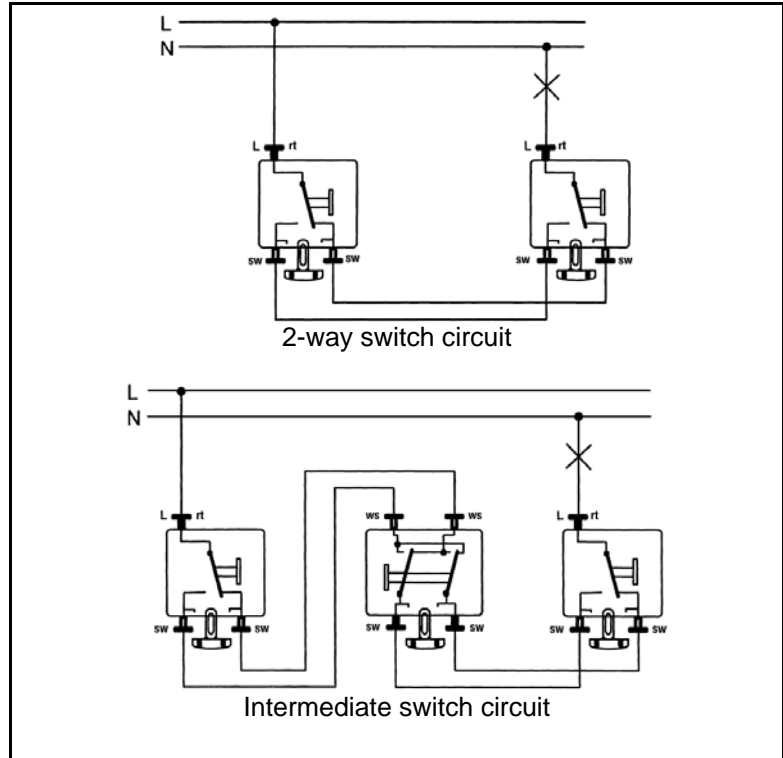 L
N
L rt
L rt
sw sw
sw sw
2-way switch circuit
L
N
L rt
ws ws
L rt
sw sw
sw sw
sw sw
Intermediate switch circuit